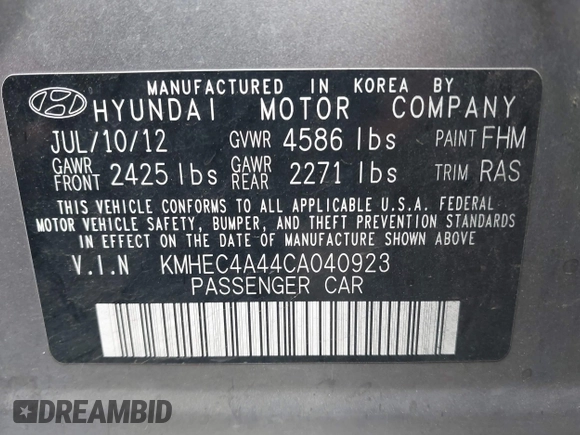 MANUFACTURED IN KOREA BY
HYUNDAI MOTOR COMPANY
JUL/10/12 GVWR 4586 lbs PAINT FHM
GAWR FRONT 2425 lbs GAWR REAR 2271 lbs TRIM RAS
THIS VEHICLE CONFORMS TO ALL APPLICABLE U.S.A. FEDERAL
MOTOR VEHICLE SAFETY, BUMPER, AND THEFT PREVENTION STANDARDS
IN EFFECT ON THE DATE OF MANUFACTURE SHOWN ABOVE
V.I.N KMHEC4A44CA040923
PASSENGER CAR
DREAMBID